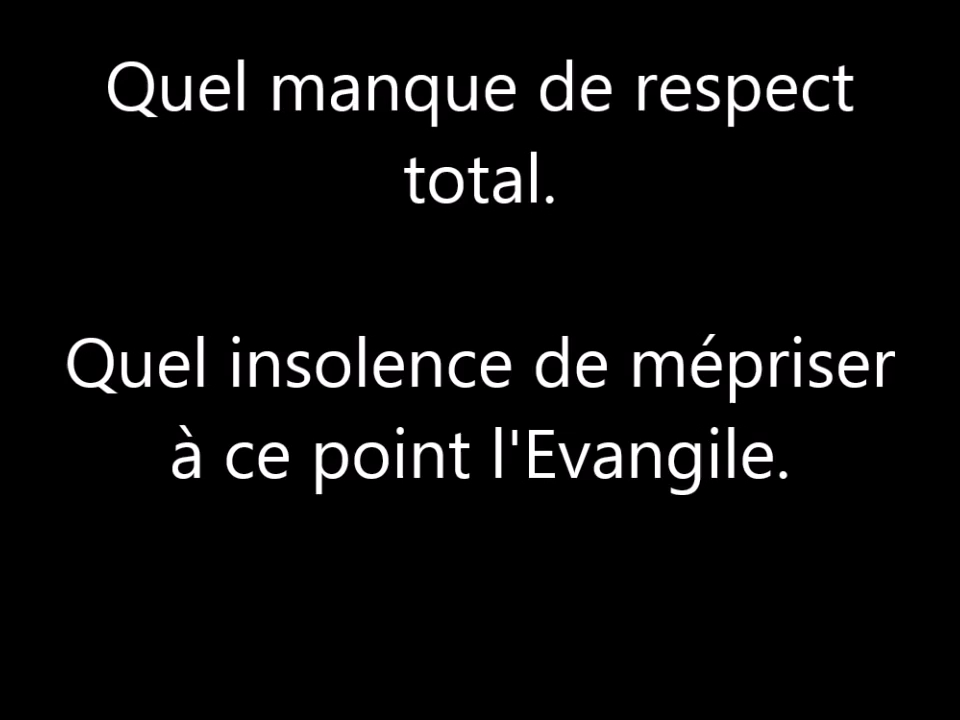 Quel manque de respect
total.
Quel insolence de mépriser
à ce point l'Evangile.